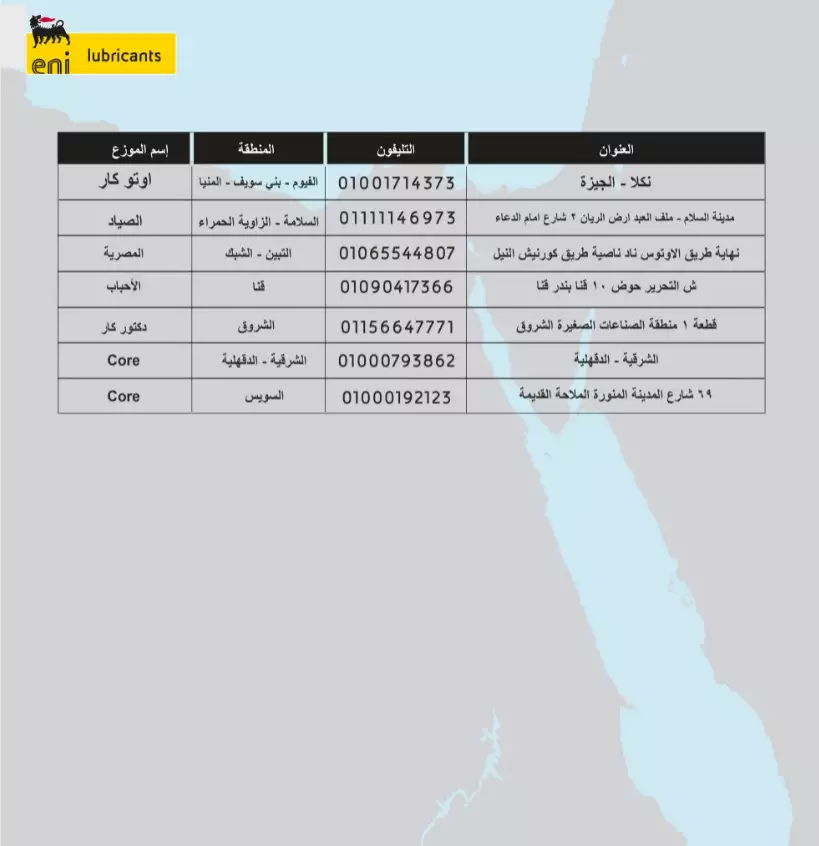 eni lubricants
إسم الموزع المنطقة التليفون العنوان
اوتو كار الفيوم - بني سويف - المنيا 01001714373 نكلا - الجيزة
الصياد السلامة - الزاوية الحمراء 01111146973 مدينة السلام - ملف العبد ارض الريان ٢ شارع امام الدعاء
المصرية التبين - الشبك 01065544807 نهاية طريق الاوتوس ناد ناصية طريق كورنيش النيل
الأحباب قنا 01090417366 ش التحرير حوض ١٠ قنا بندر قنا
دكتور كار الشروق 01156647771 قطعة ١ منطقة الصناعات الصغيرة الشروق
Core الشرقية - الدقهلية 01000793862 الشرقية - الدقهلية
Core السويس 01000192123 ٦٩ شارع المدينة المنورة الملاحة القديمة